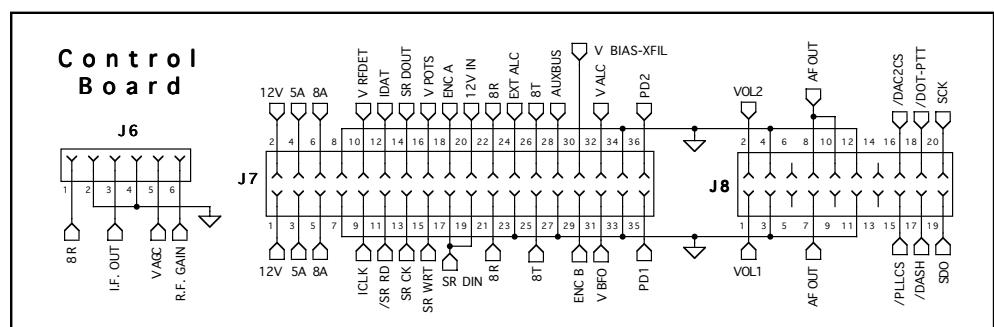 Control
Board
J6
1 2 3 4 5 6
8R
I.F. OUT
V AGC
R.F. GAIN
12V 5A 8A V RFDET IDAT SR DOUT V POTS ENC A 12V IN 8R EXT ALC 8T AUXBUS V BIAS-XFIL V ALC PD2
2 4 6 8 10 12 14 16 18 20 22 24 26 28 30 32 34 36
J7
1 3 5 7 9 11 13 15 17 19 21 23 25 27 29 31 33 35
12V 5A 8A ICLK /SR RD SR CK SR WRT SR DIN 8R 8T ENC B V BFO PD1
VOL2 AF OUT /DAC2CS /DOT-PTT SCK
2 4 6 8 10 12 14 16 18 20
J8
1 3 5 7 9 11 13 15 17 19
VOL1 AF OUT /PLLCS /DASH SDO